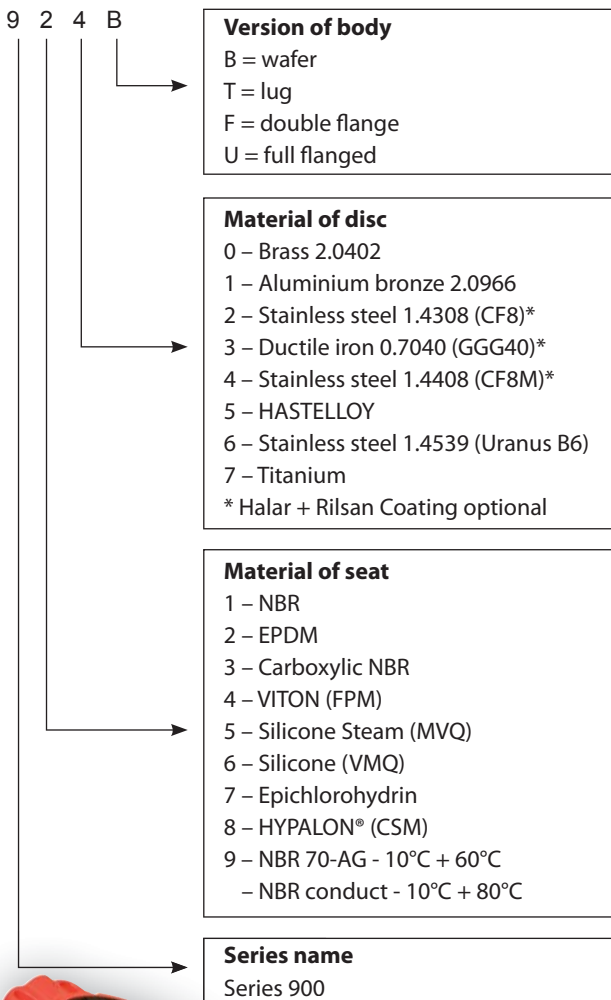 9 2 4 B
Version of body
B = wafer
T = lug
F = double flange
U = full flanged
Material of disc
0 – Brass 2.0402
1 – Aluminium bronze 2.0966
2 – Stainless steel 1.4308 (CF8)*
3 – Ductile iron 0.7040 (GGG40)*
4 – Stainless steel 1.4408 (CF8M)*
5 – HASTELLOY
6 – Stainless steel 1.4539 (Uranus B6)
7 – Titanium
* Halar + Rilsan Coating optional
Material of seat
1 – NBR
2 – EPDM
3 – Carboxylic NBR
4 – VITON (FPM)
5 – Silicone Steam (MVQ)
6 – Silicone (VMQ)
7 – Epichlorohydrin
8 – HYPALON® (CSM)
9 – NBR 70-AG - 10°C + 60°C
– NBR conduct - 10°C + 80°C
Series name
Series 900